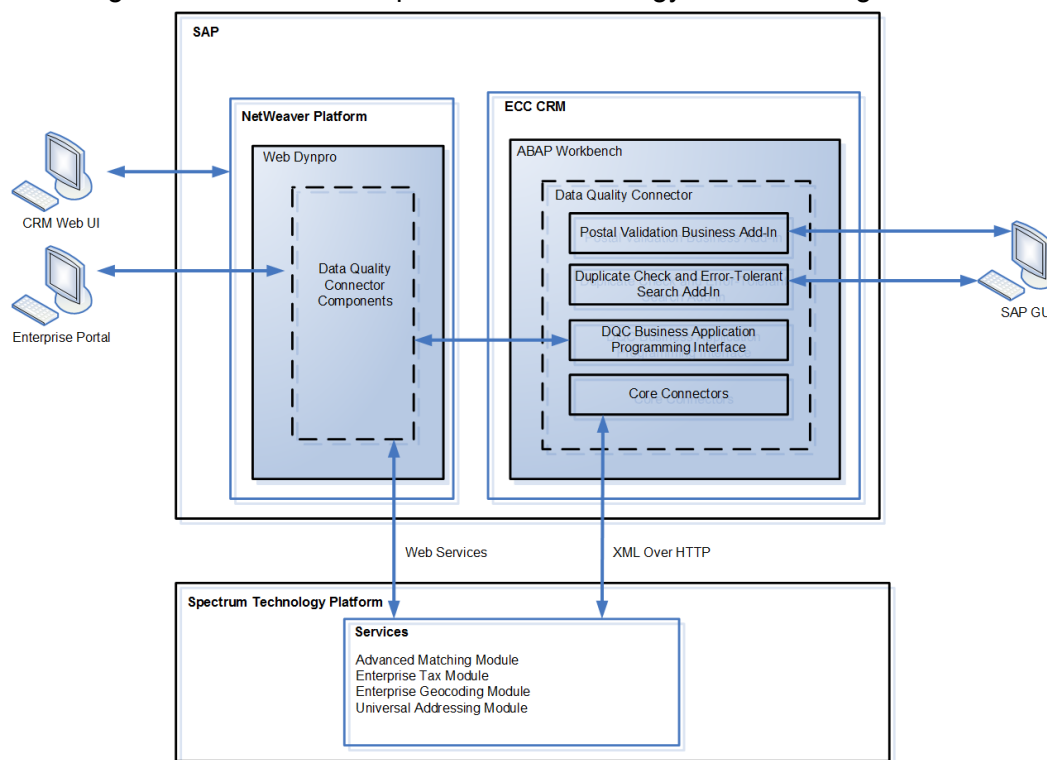 SAP
NetWeaver Platform
ECC CRM
Web Dynpro
ABAP Workbench
Data Quality Connector
Postal Validation Business Add-In
Duplicate Check and Error-Tolerant
Search Add-In
DQC Business Application
Programming Interface
Core Connectors
Data Quality
Connector
Components
CRM Web UI
Enterprise Portal
SAP GU
Web Services
XML Over HTTP
Spectrum Technology Platform
Services
Advanced Matching Module
Enterprise Tax Module
Enterprise Geocoding Module
Universal Addressing Module